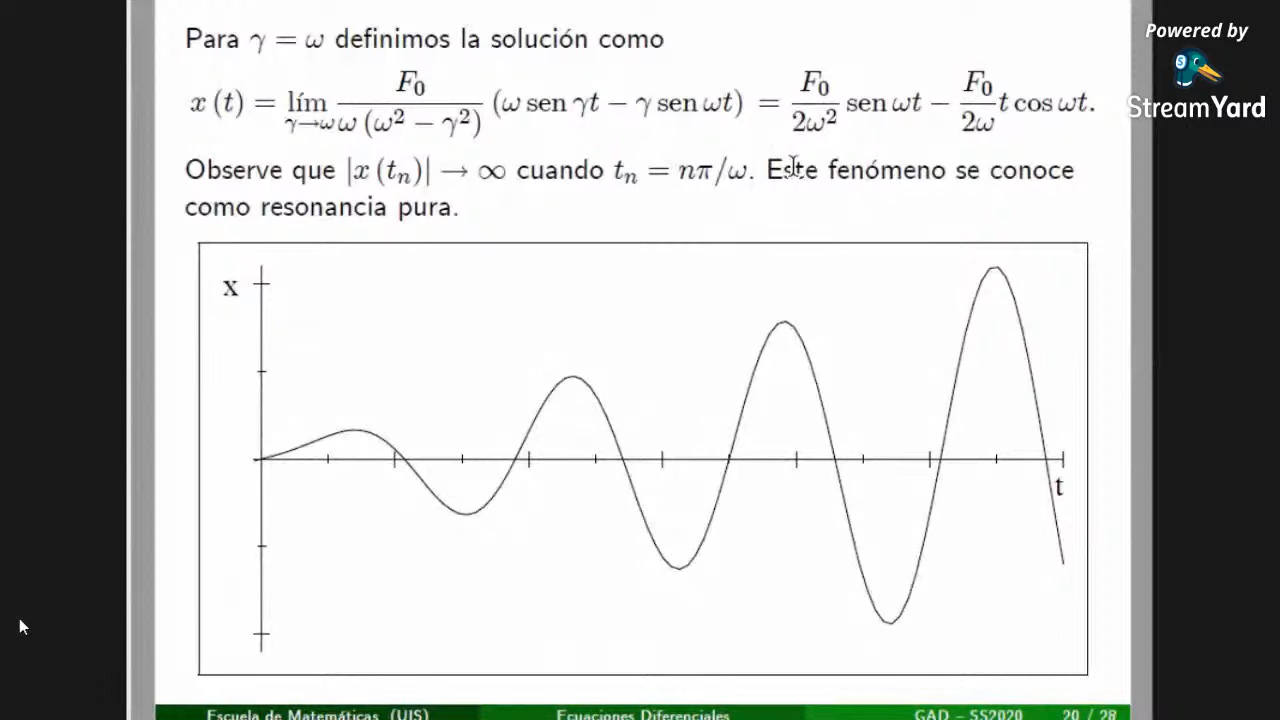 Para γ = ω definimos la solución como
x (t) = lím_{γ→ω} F₀ / ω (ω² − γ²) (ω sen γt − γ sen ωt) = F₀ / 2ω² sen ωt − F₀ / 2ω t cos ωt.
Observe que |x (tₙ)| → ∞ cuando tₙ = nπ/ω. Este fenómeno se conoce
como resonancia pura.
x
t
Escuela de Matemáticas (UIS) Ecuaciones Diferenciales GAD – SS2020 20 / 28
Powered by
S
StreamYard